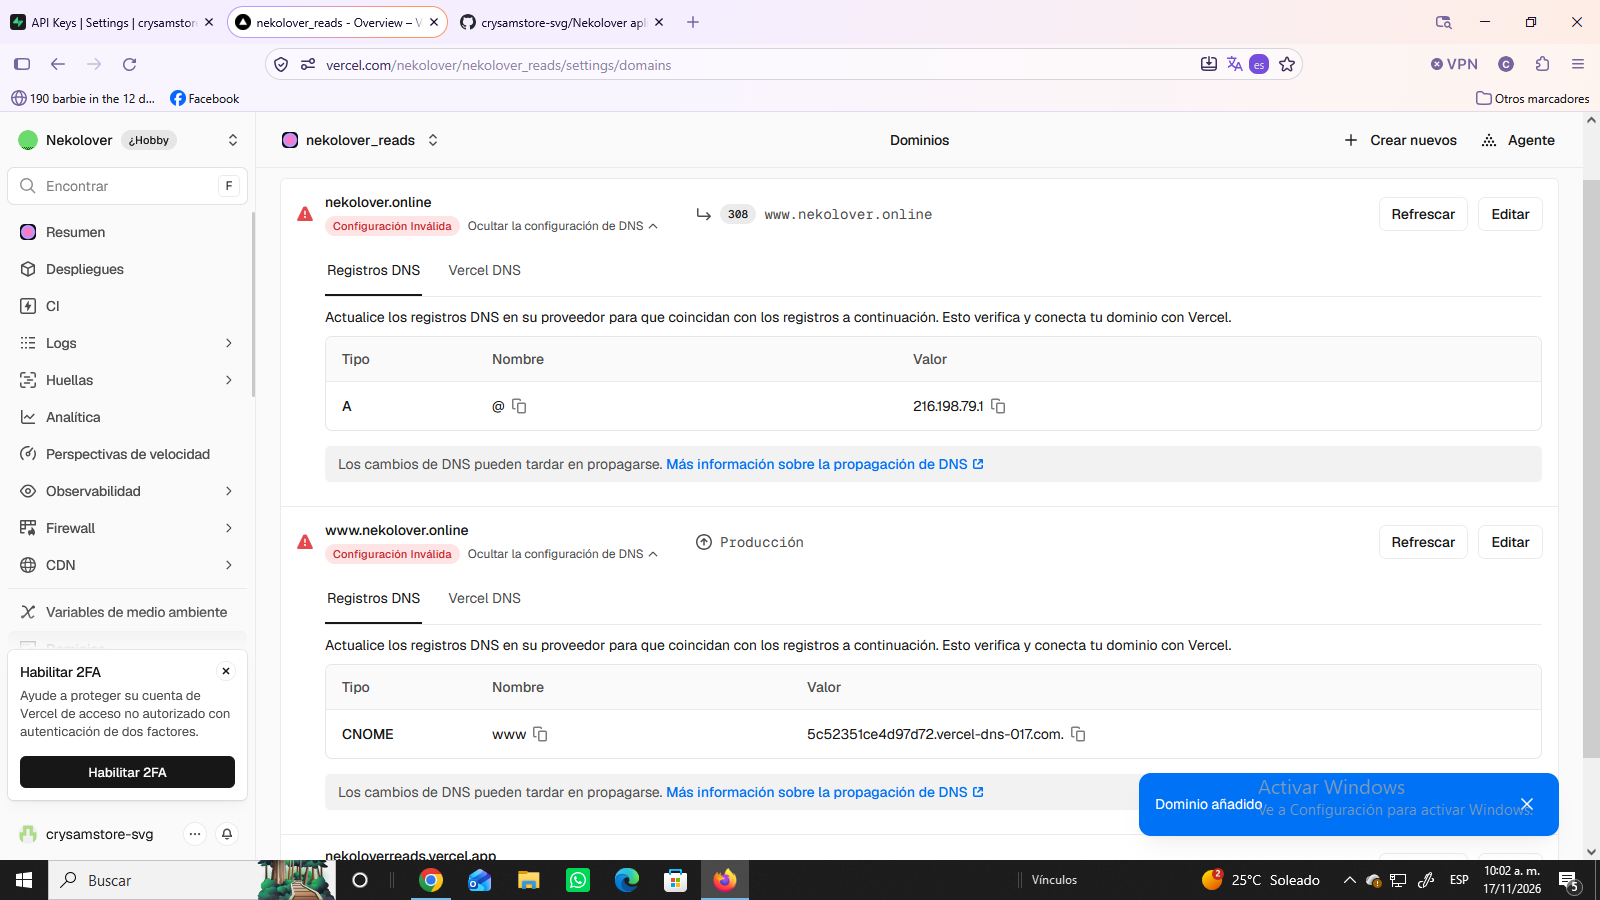 API Keys | Settings | crysamstore
nekolover_reads - Overview – V
crysamstore-svg/Nekolover apl
vercel.com/nekolover/nekolover_reads/settings/domains
es
VPN
C
190 barbie in the 12 d...
Facebook
Otros marcadores
Nekolover
¿Hobby
nekolover_reads
Dominios
Crear nuevos
Agente
Encontrar
F
Resumen
Despliegues
CI
Logs
Huellas
Analítica
Perspectivas de velocidad
Observabilidad
Firewall
CDN
Variables de medio ambiente
Dominios
Habilitar 2FA
Ayude a proteger su cuenta de
Vercel de acceso no autorizado con
autenticación de dos factores.
Habilitar 2FA
crysamstore-svg
nekolover.online
Configuración Inválida
Ocultar la configuración de DNS
308
www.nekolover.online
Refrescar
Editar
Registros DNS
Vercel DNS
Actualice los registros DNS en su proveedor para que coincidan con los registros a continuación. Esto verifica y conecta tu dominio con Vercel.
Tipo
Nombre
Valor
A
@
216.198.79.1
Los cambios de DNS pueden tardar en propagarse. Más información sobre la propagación de DNS
www.nekolover.online
Configuración Inválida
Ocultar la configuración de DNS
Producción
Refrescar
Editar
Registros DNS
Vercel DNS
Actualice los registros DNS en su proveedor para que coincidan con los registros a continuación. Esto verifica y conecta tu dominio con Vercel.
Tipo
Nombre
Valor
CNOME
www
5c52351ce4d97d72.vercel-dns-017.com.
Los cambios de DNS pueden tardar en propagarse. Más información sobre la propagación de DNS
Dominio añadido
Activar Windows
Ve a Configuración para activar Windows.
nekoloverreads.vercel.app
Buscar
Vínculos
2
25°C Soleado
ESP
10:02 a. m.
17/11/2026
5